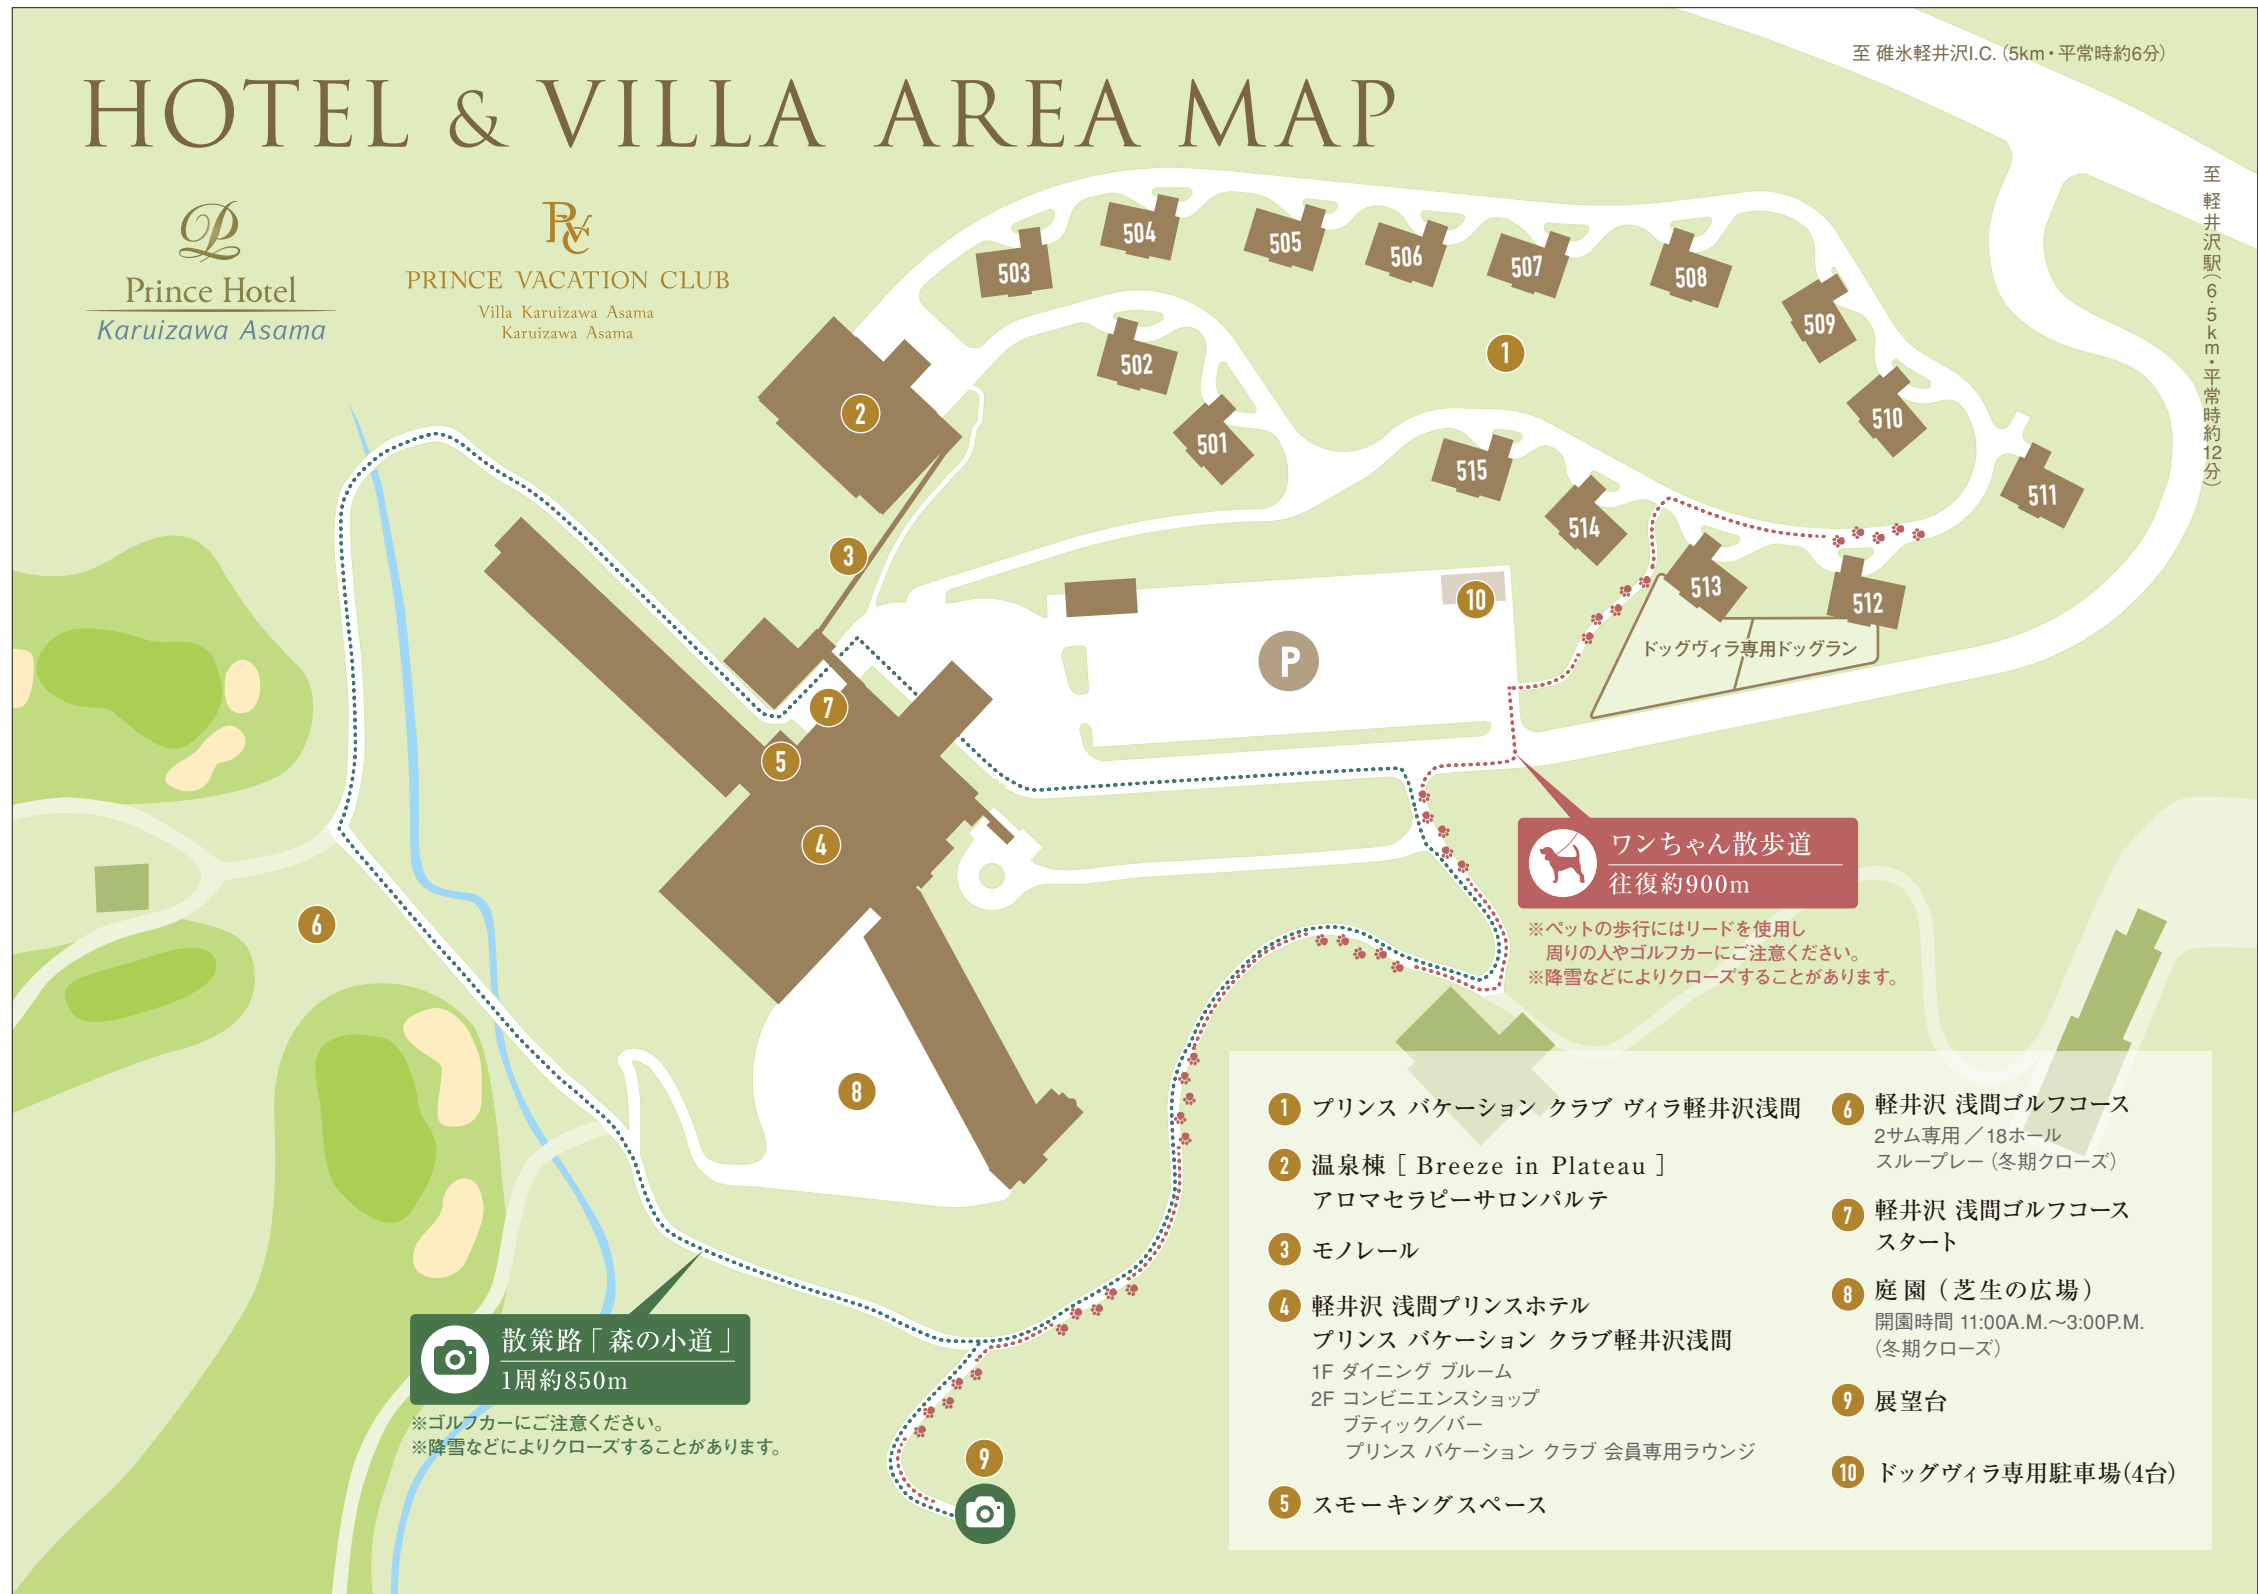 HOTEL & VILLA AREA MAP
至 碓氷軽井沢I.C.（5km・平常時約6分）
至 軽井沢駅（6.5km・平常時約12分）
Prince Hotel
Karuizawa Asama
PRINCE VACATION CLUB
Villa Karuizawa Asama
Karuizawa Asama
504
505
506
507
508
503
509
502
510
501
515
511
514
513
512
1
2
3
10
P
ドッグヴィラ専用ドッグラン
7
5
4
6
8
9
ワンちゃん散歩道
往復約900m
※ペットの歩行にはリードを使用し
周りの人やゴルフカーにご注意ください。
※降雪などによりクローズすることがあります。
散策路「森の小道」
1周約850m
※ゴルフカーにご注意ください。
※降雪などによりクローズすることがあります。
1 プリンス バケーション クラブ ヴィラ軽井沢浅間
2 温泉棟［ Breeze in Plateau ］
アロマセラピーサロンパルテ
3 モノレール
4 軽井沢 浅間プリンスホテル
プリンス バケーション クラブ軽井沢浅間
1F ダイニング ブルーム
2F コンビニエンスショップ
ブティック／バー
プリンス バケーション クラブ 会員専用ラウンジ
5 スモーキングスペース
6 軽井沢 浅間ゴルフコース
2サム専用／18ホール
スループレー（冬期クローズ）
7 軽井沢 浅間ゴルフコース
スタート
8 庭園（芝生の広場）
開園時間 11:00A.M.〜3:00P.M.
（冬期クローズ）
9 展望台
10 ドッグヴィラ専用駐車場（4台）